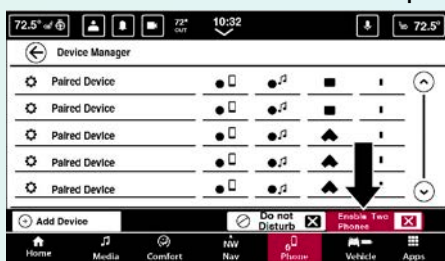 72.5° 72° OUT 10:32 72.5°
Device Manager
Paired Device
Paired Device
Paired Device
Paired Device
Paired Device
Add Device Do not Disturb Enable Two Phones
Home Media Comfort NW Nav Phone Vehicle Apps